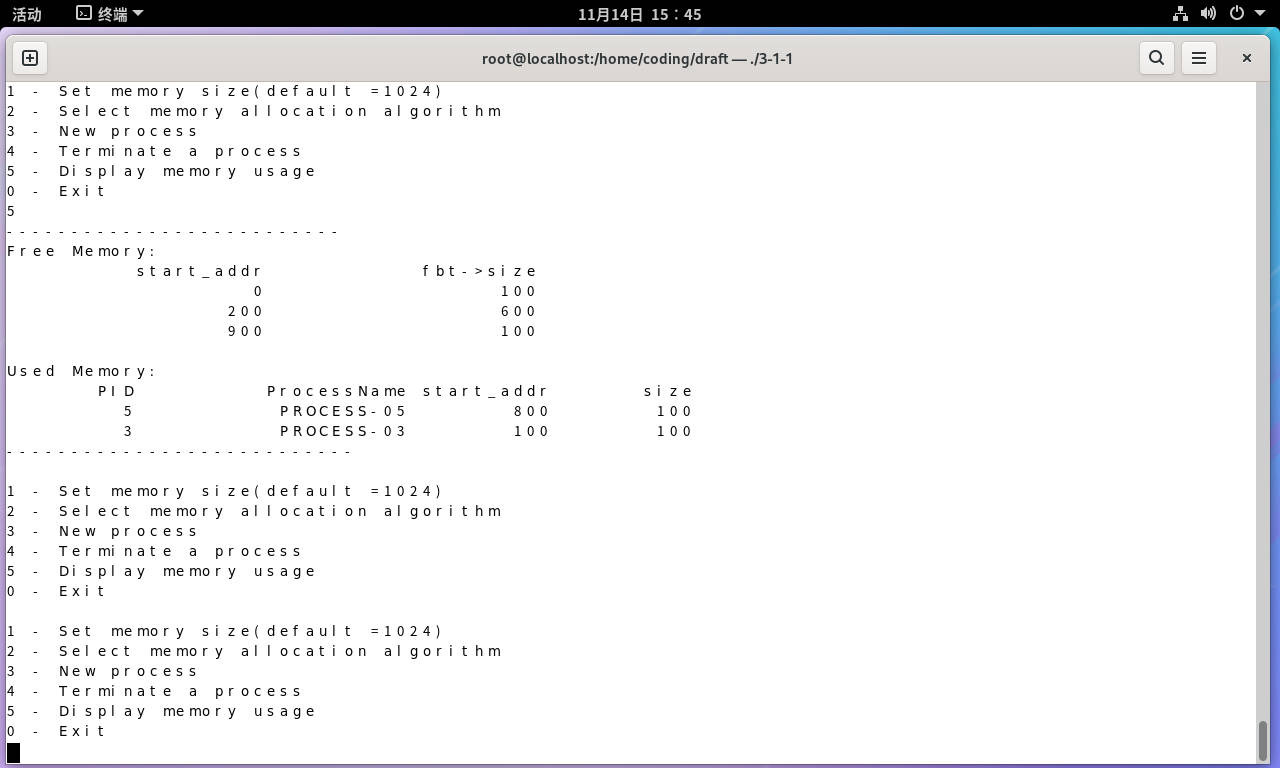 活动 终端 11月14日 15：45
root@localhost:/home/coding/draft — ./3-1-1
1 - Set memory size(default =1024)
2 - Select memory allocation algorithm
3 - New process
4 - Terminate a process
5 - Display memory usage
0 - Exit
5
--------------------------
Free Memory:
start_addr fbt->size
0 100
200 600
900 100
Used Memory:
PID ProcessName start_addr size
5 PROCESS-05 800 100
3 PROCESS-03 100 100
---------------------------
1 - Set memory size(default =1024)
2 - Select memory allocation algorithm
3 - New process
4 - Terminate a process
5 - Display memory usage
0 - Exit
1 - Set memory size(default =1024)
2 - Select memory allocation algorithm
3 - New process
4 - Terminate a process
5 - Display memory usage
0 - Exit